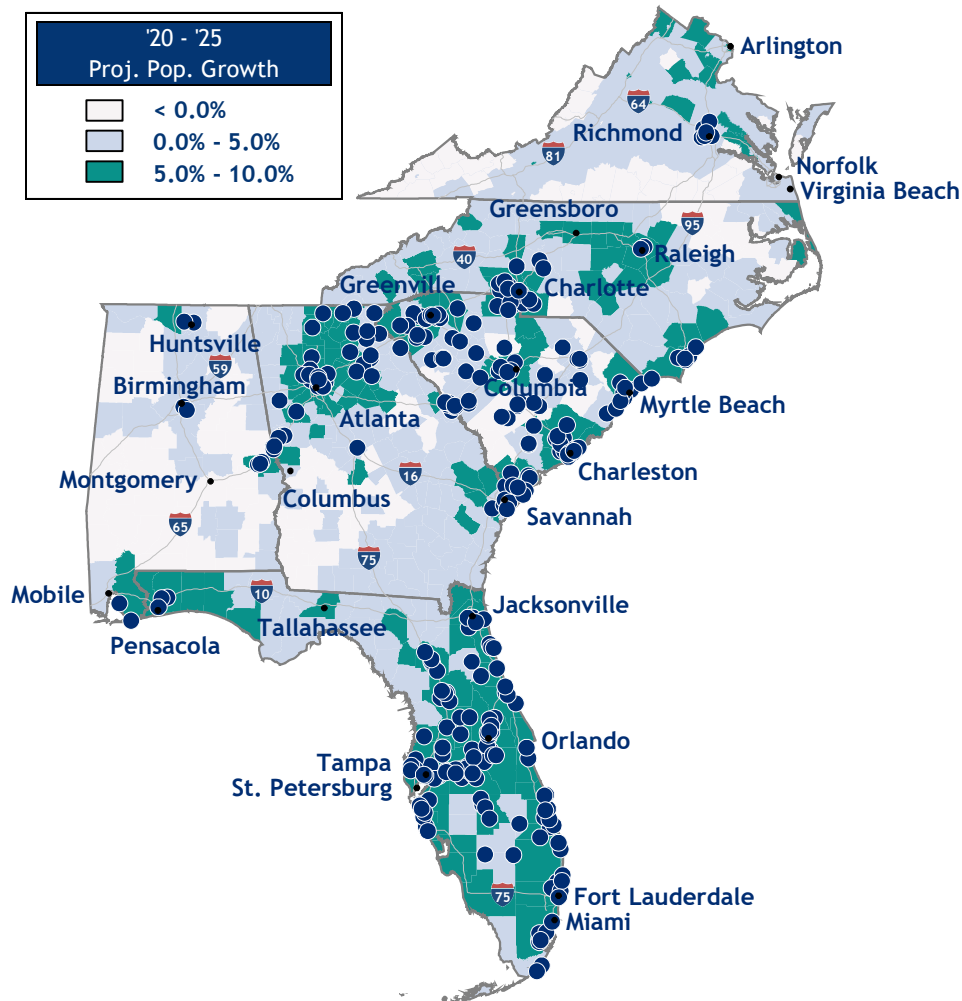 '20 - '25
Proj. Pop. Growth
< 0.0%
0.0% - 5.0%
5.0% - 10.0%
Arlington
64
Richmond
81
Norfolk
Virginia Beach
Greensboro
95
40
Raleigh
Greenville
Charlotte
Huntsville
59
Birmingham
Columbia
Myrtle Beach
Atlanta
Charleston
Montgomery
16
Columbus
Savannah
65
75
Mobile
10
Jacksonville
Tallahassee
Pensacola
Orlando
Tampa
St. Petersburg
75
Fort Lauderdale
Miami